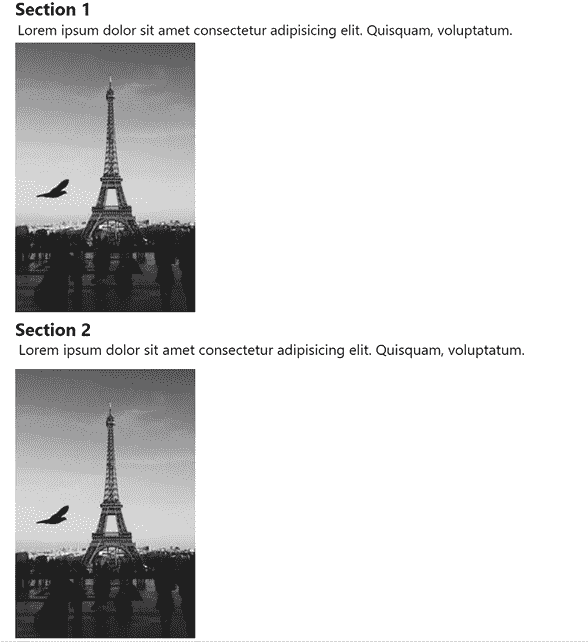 Section 1
Lorem ipsum dolor sit amet consectetur adipisicing elit. Quisquam, voluptatum.
Section 2
Lorem ipsum dolor sit amet consectetur adipisicing elit. Quisquam, voluptatum.